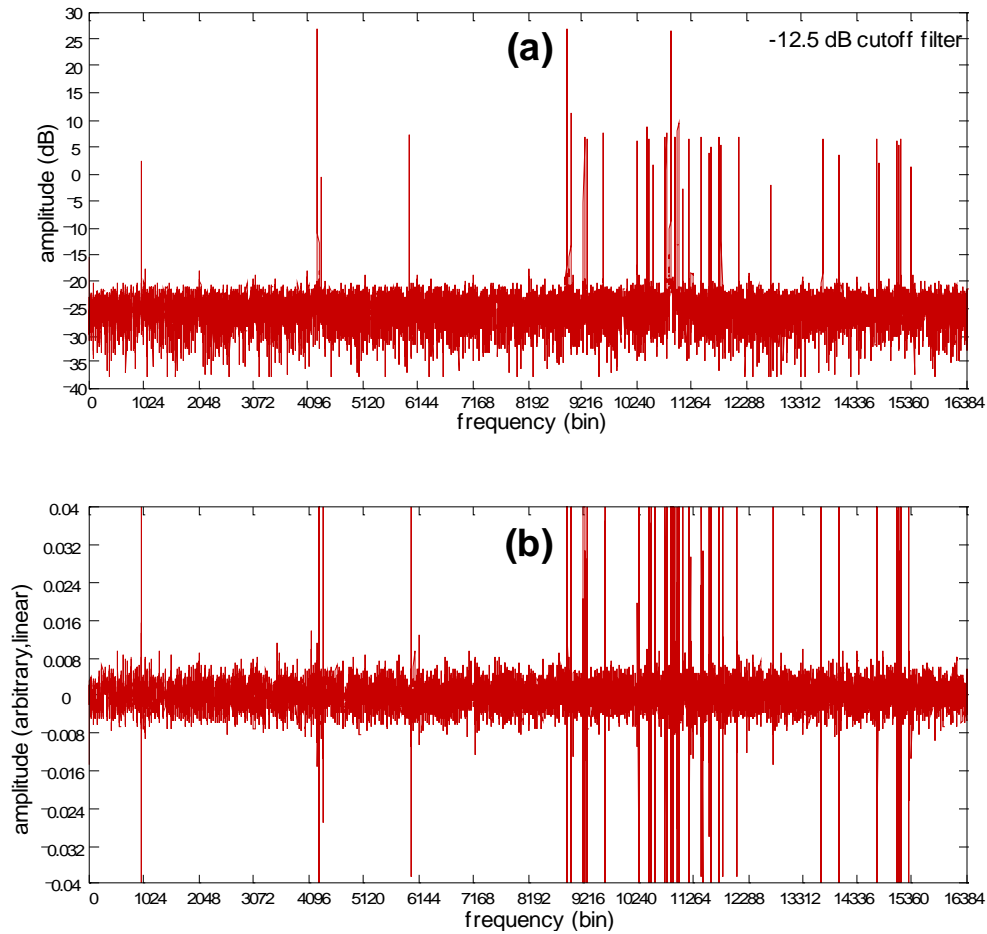 (a)
-12.5 dB cutoff filter
amplitude (dB)
30
25
20
15
10
5
0
−5
−10
−15
−20
−25
−30
35
−40
0 1024 2048 3072 4096 5120 6144 7168 8192 9216 10240 11264 12288 13312 14336 15360 16384
frequency (bin)
(b)
amplitude (arbitrary,linear)
0.04
0.032
0.024
0.016
0.008
0
−0.008
−0.016
−0.024
−0.032
−0.04
0 1024 2048 3072 4096 5120 6144 7168 8192 9216 10240 11264 12288 13312 14336 15360 16384
frequency (bin)